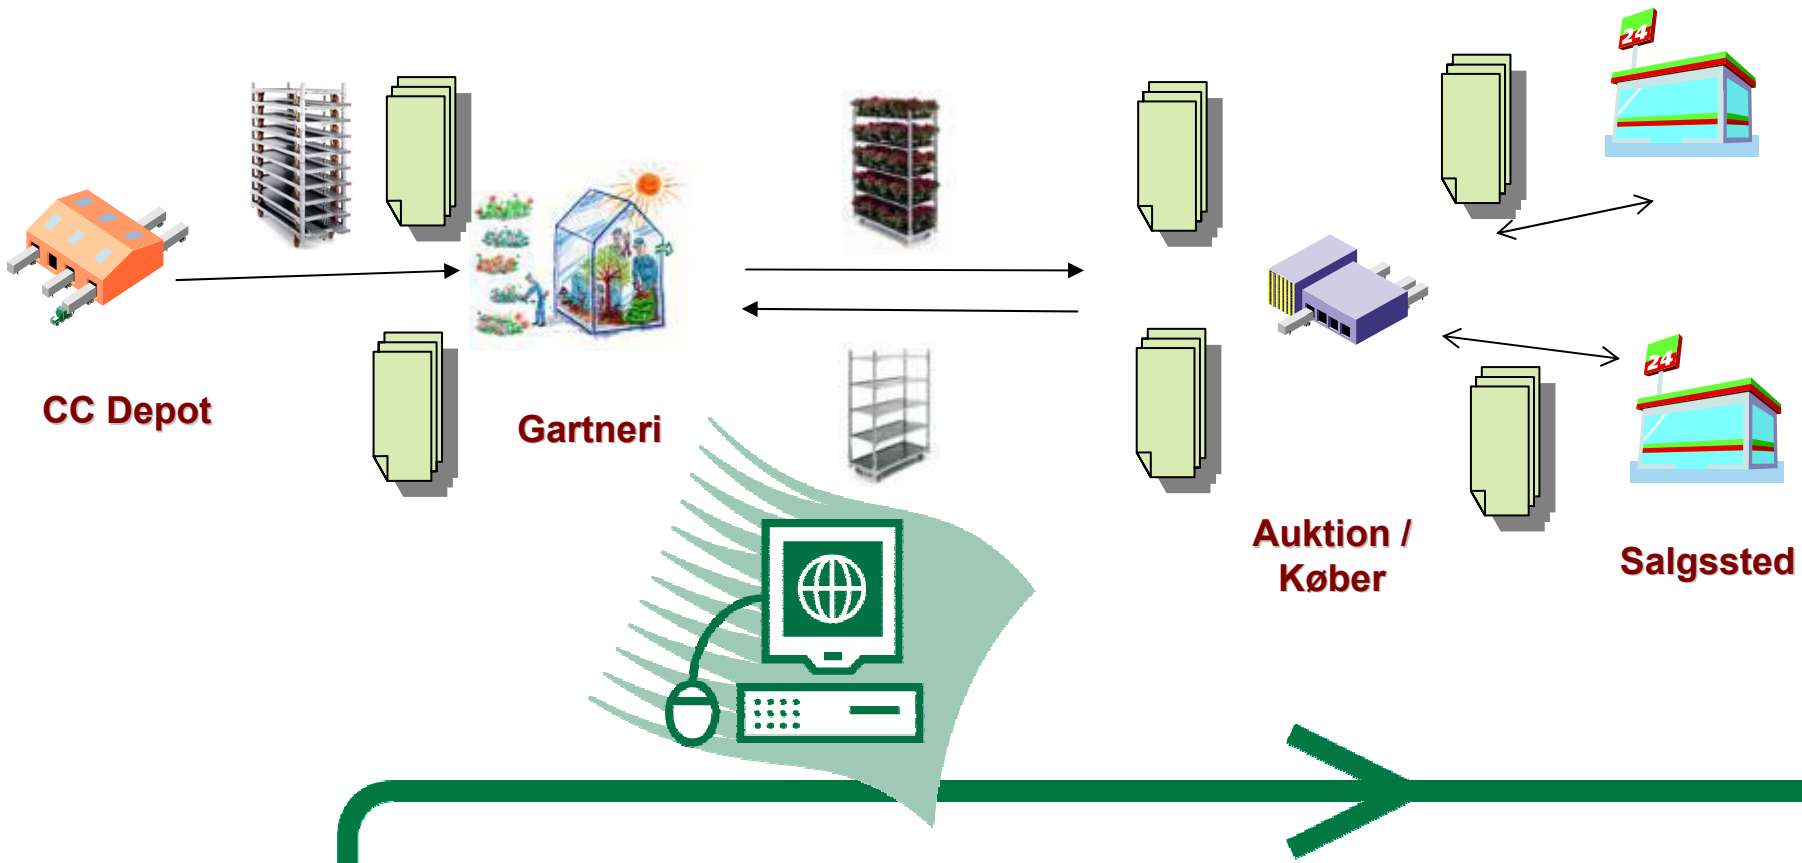 24
24
CC Depot
Gartneri
Auktion /
Køber
Salgssted